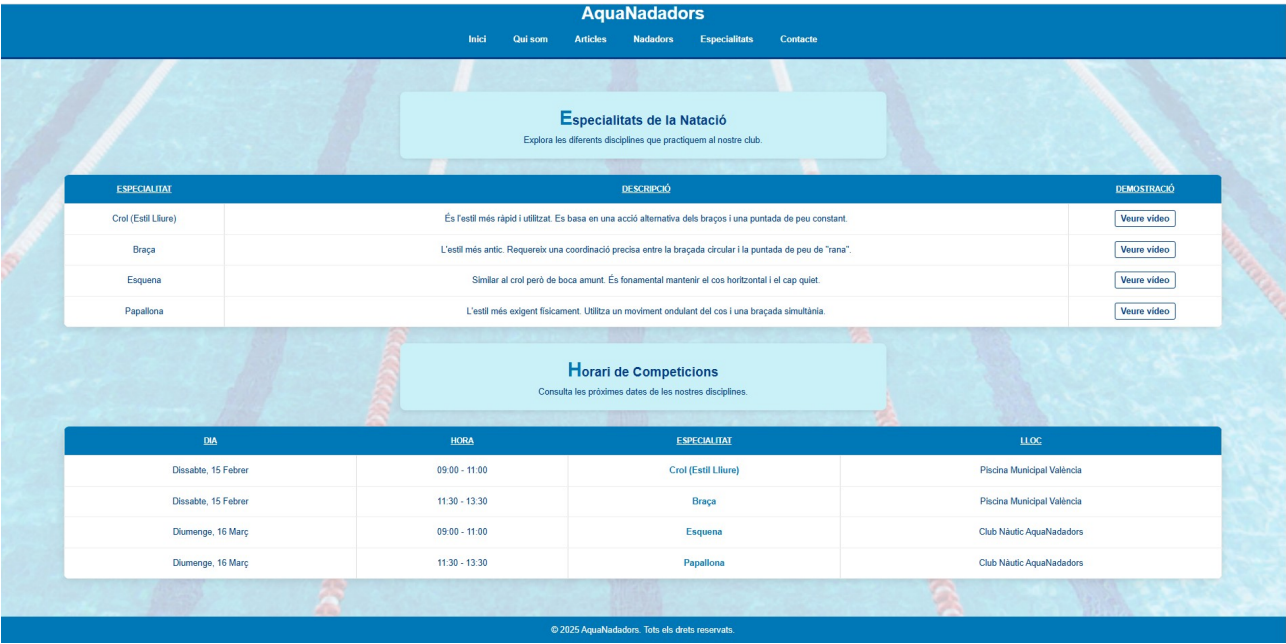 AquaNadadors
Inici Qui som Articles Nadadors Especialitats Contacte
Especialitats de la Natació
Explora les diferents disciplines que practiquem al nostre club.
ESPECIALITAT DESCRIPCIÓ DEMOSTRACIÓ
Crol (Estil Lliure) És l'estil més ràpid i utilitzat. Es basa en una acció alternativa dels braços i una puntada de peu constant. Veure vídeo
Braça L'estil més antic. Requereix una coordinació precisa entre la braçada circular i la puntada de peu de "rana". Veure vídeo
Esquena Similar al crol però de boca amunt. És fonamental mantenir el cos horitzontal i el cap quiet. Veure vídeo
Papallona L'estil més exigent físicament. Utilitza un moviment ondulant del cos i una braçada simultània. Veure vídeo
Horari de Competicions
Consulta les pròximes dates de les nostres disciplines.
DIA HORA ESPECIALITAT LLOC
Dissabte, 15 Febrer 09:00 - 11:00 Crol (Estil Lliure) Piscina Municipal València
Dissabte, 15 Febrer 11:30 - 13:30 Braça Piscina Municipal València
Diumenge, 16 Març 09:00 - 11:00 Esquena Club Nàutic AquaNadadors
Diumenge, 16 Març 11:30 - 13:30 Papallona Club Nàutic AquaNadadors
© 2025 AquaNadadors. Tots els drets reservats.